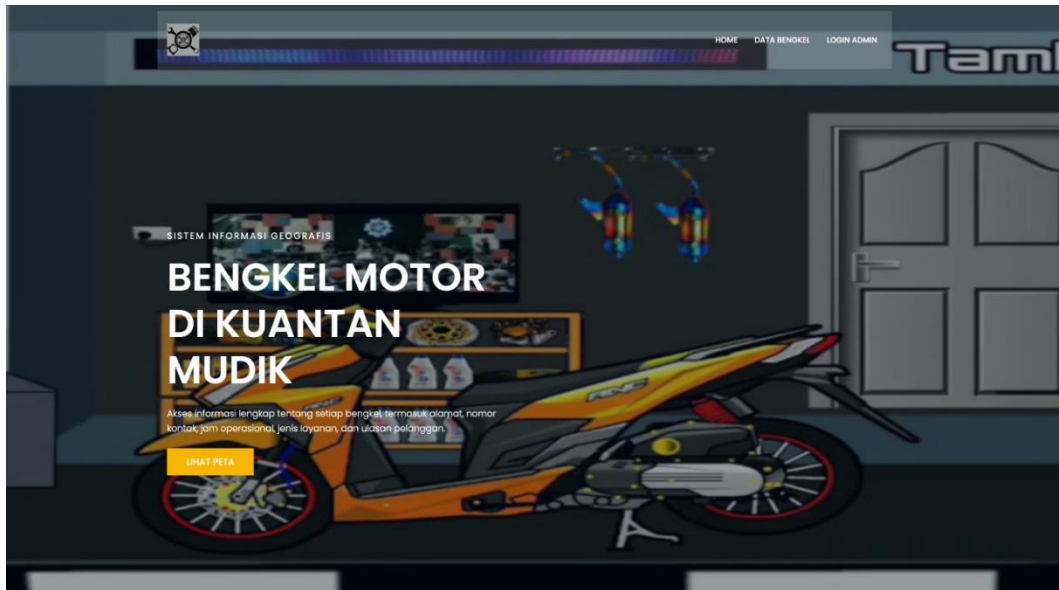 HOME DATA BENGKEL LOGIN ADMIN
SISTEM INFORMASI GEOGRAFIS
BENGKEL MOTOR
DI KUANTAN
MUDIK
Akses informasi lengkap tentang setiap bengkel, termasuk alamat, nomor
kontak, jam operasional, jenis layanan, dan ulasan pelanggan.
LIHAT PETA